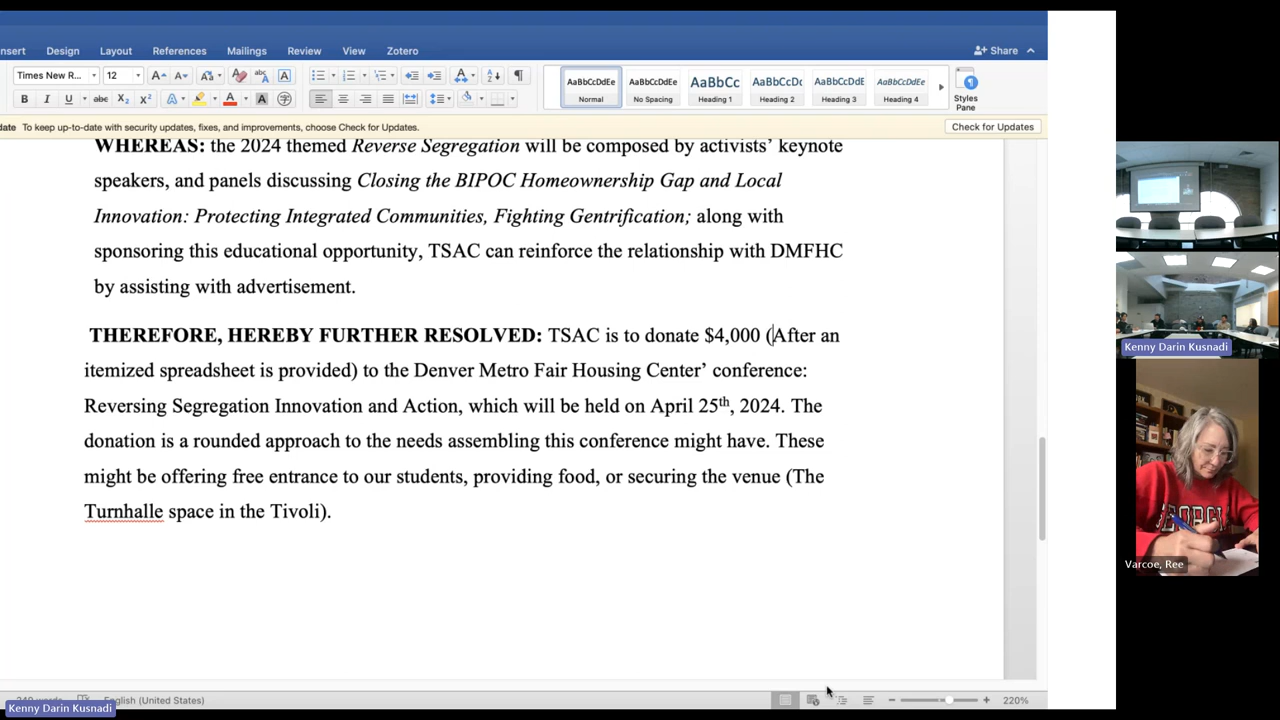 nsert Design Layout References Mailings Review View Zotero Share
Times New R... 12 AaBbCcDdEe AaBbCcDdEe AaBbCc AaBbCcDc AaBbCcDdE AaBbCcDdEe
Normal No Spacing Heading 1 Heading 2 Heading 3 Heading 4 Styles Pane
date To keep up-to-date with security updates, fixes, and improvements, choose Check for Updates. Check for Updates
WHEREAS: the 2024 themed Reverse Segregation will be composed by activists’ keynote
speakers, and panels discussing Closing the BIPOC Homeownership Gap and Local
Innovation: Protecting Integrated Communities, Fighting Gentrification; along with
sponsoring this educational opportunity, TSAC can reinforce the relationship with DMFHC
by assisting with advertisement.
THEREFORE, HEREBY FURTHER RESOLVED: TSAC is to donate $4,000 (After an
itemized spreadsheet is provided) to the Denver Metro Fair Housing Center’ conference:
Reversing Segregation Innovation and Action, which will be held on April 25th, 2024. The
donation is a rounded approach to the needs assembling this conference might have. These
might be offering free entrance to our students, providing food, or securing the venue (The
Turnhalle space in the Tivoli).
English (United States) 220%
Kenny Darin Kusnadi
Kenny Darin Kusnadi
GEORGIA
Varcoe, Ree